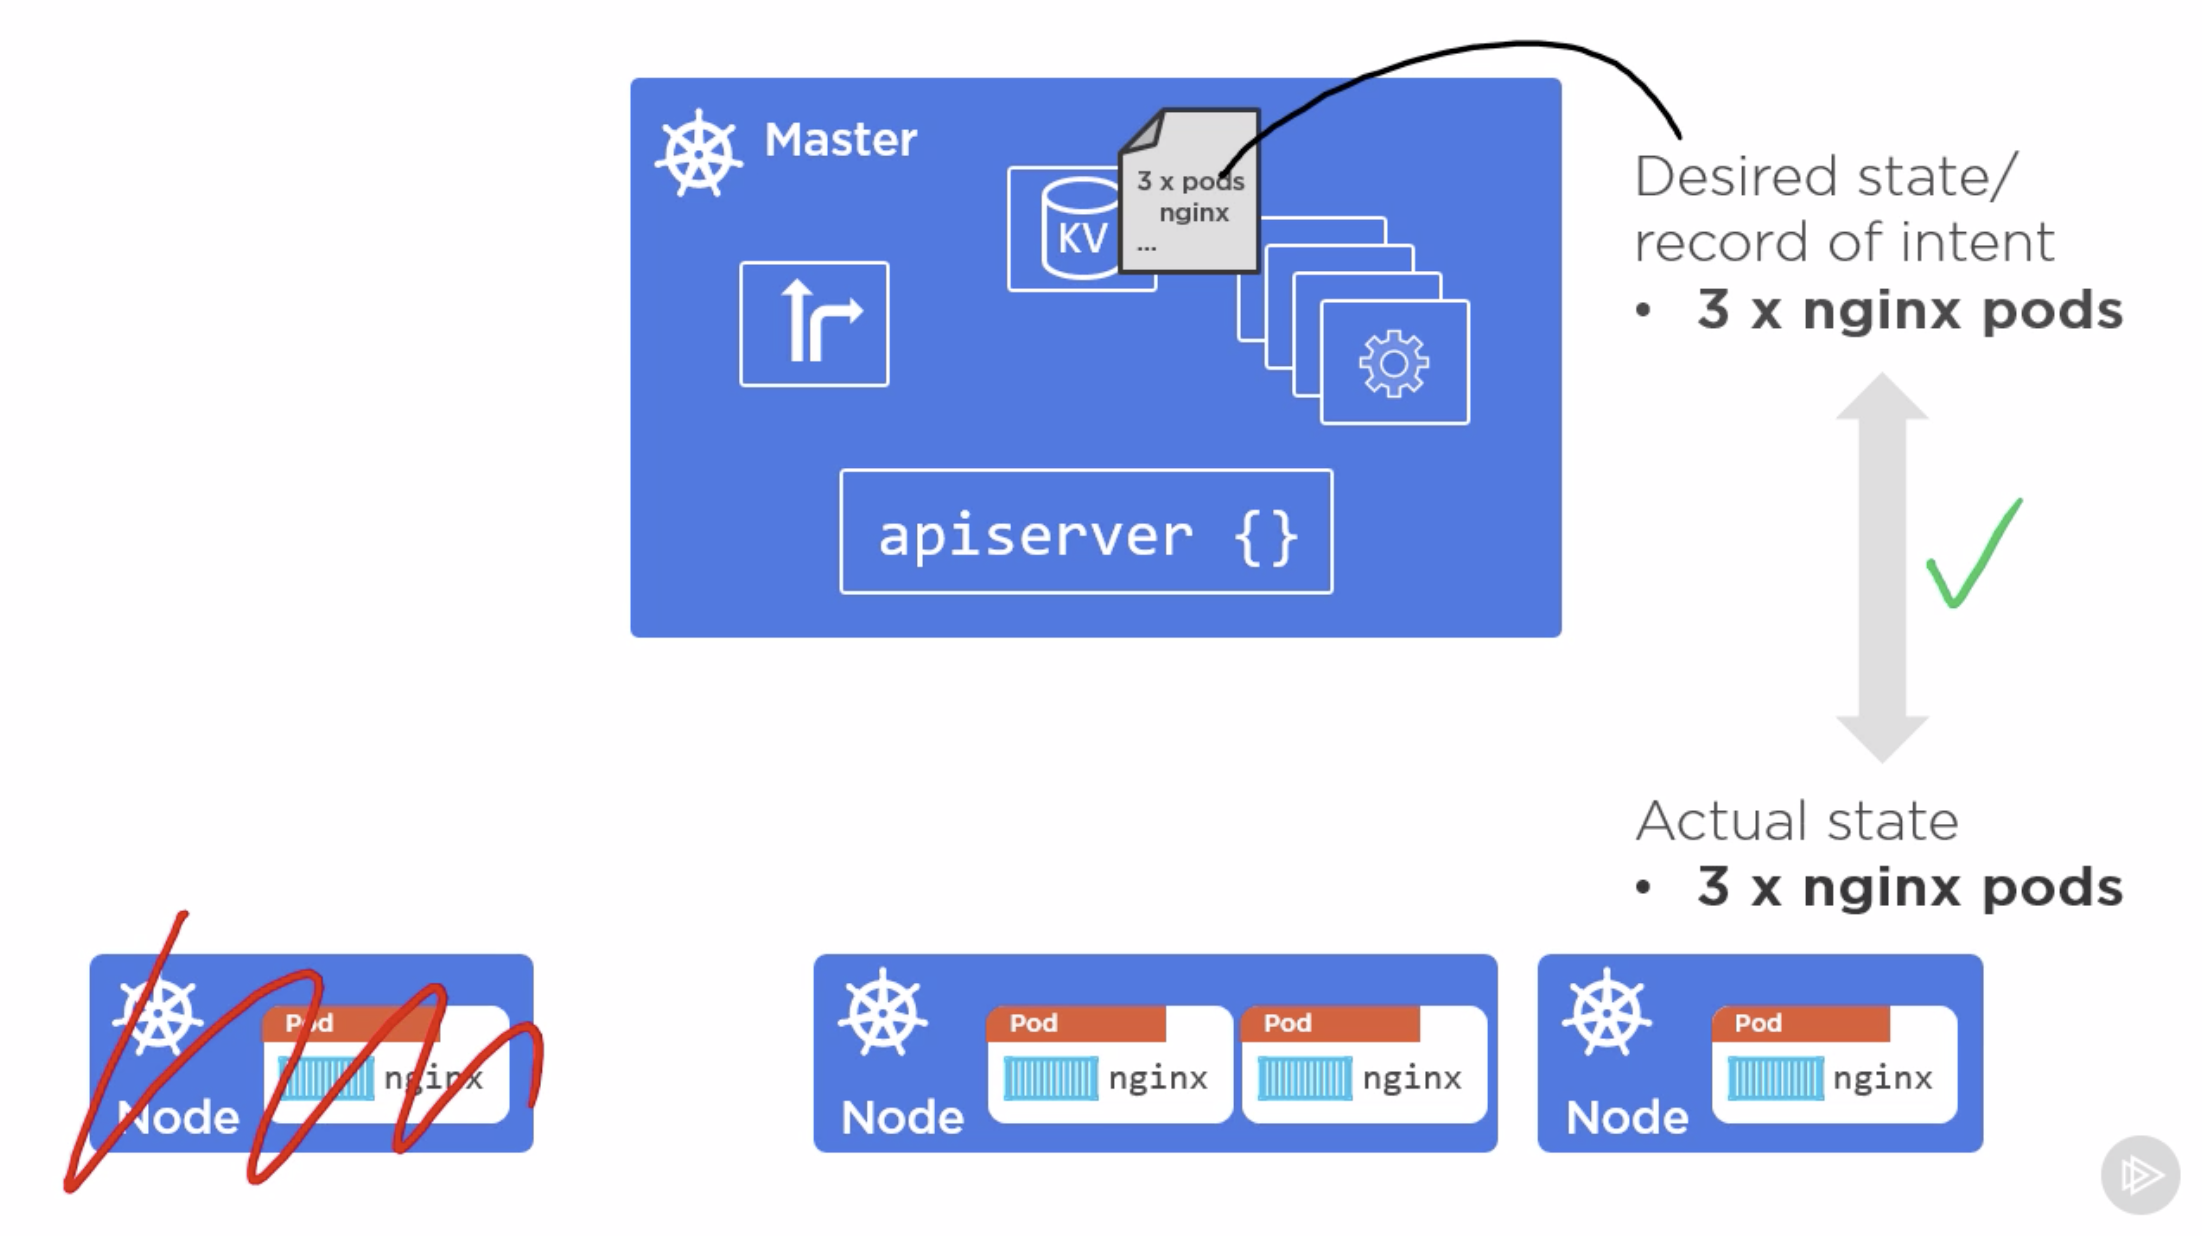 Master
3 x pods
nginx
...
KV
apiserver {}
Desired state/
record of intent
• 3 x nginx pods
Actual state
• 3 x nginx pods
Pod
nginx
Node
Pod
nginx
Pod
nginx
Node
Pod
nginx
Node